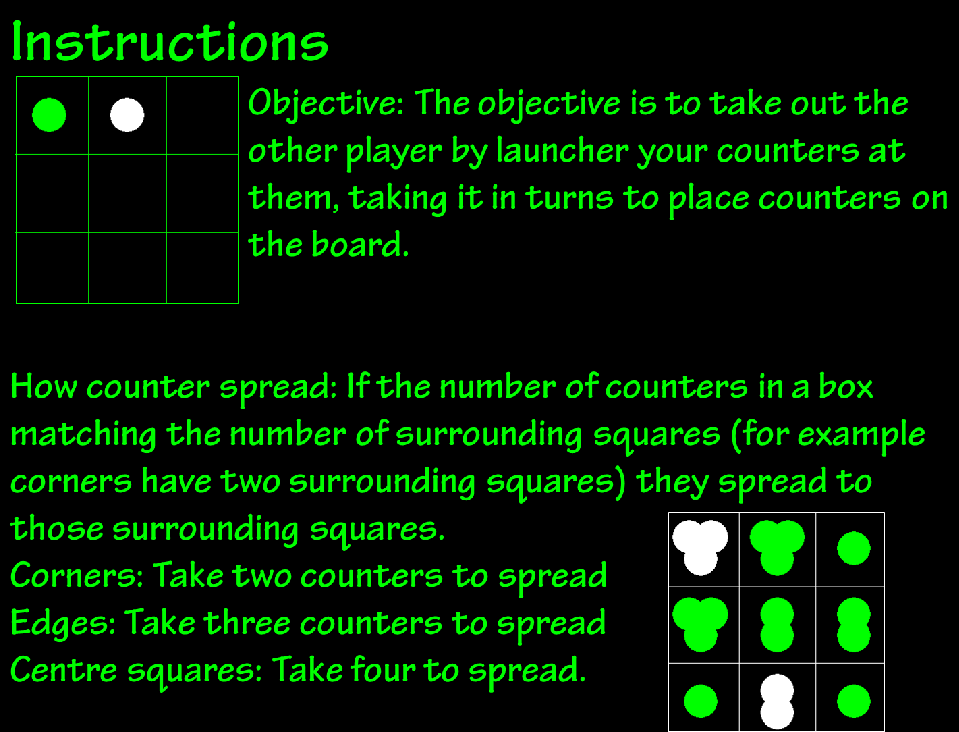 Instructions
Objective: The objective is to take out the
other player by launcher your counters at
them, taking it in turns to place counters on
the board.
How counter spread: If the number of counters in a box
matching the number of surrounding squares (for example
corners have two surrounding squares) they spread to
those surrounding squares.
Corners: Take two counters to spread
Edges: Take three counters to spread
Centre squares: Take four to spread.